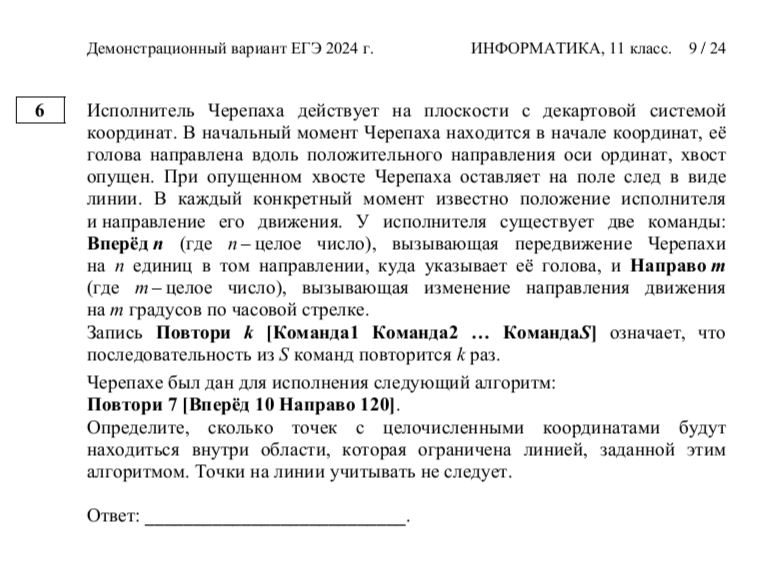 Демонстрационный вариант ЕГЭ 2024 г. ИНФОРМАТИКА, 11 класс. 9 / 24
6 Исполнитель Черепаха действует на плоскости с декартовой системой
координат. В начальный момент Черепаха находится в начале координат, её
голова направлена вдоль положительного направления оси ординат, хвост
опущен. При опущенном хвосте Черепаха оставляет на поле след в виде
линии. В каждый конкретный момент известно положение исполнителя
и направление его движения. У исполнителя существует две команды:
Вперёд n (где n – целое число), вызывающая передвижение Черепахи
на n единиц в том направлении, куда указывает её голова, и Направо m
(где m – целое число), вызывающая изменение направления движения
на m градусов по часовой стрелке.
Запись Повтори k [Команда1 Команда2 … КомандаS] означает, что
последовательность из S команд повторится k раз.
Черепахе был дан для исполнения следующий алгоритм:
Повтори 7 [Вперёд 10 Направо 120].
Определите, сколько точек с целочисленными координатами будут
находиться внутри области, которая ограничена линией, заданной этим
алгоритмом. Точки на линии учитывать не следует.
Ответ: ___________________________.